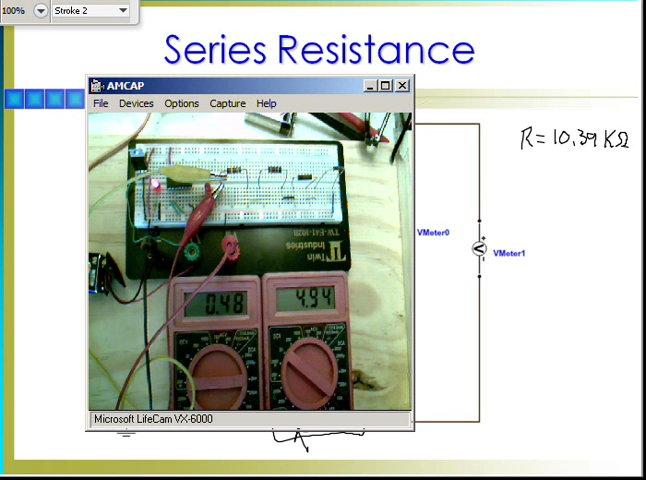 100%
Stroke 2
Series Resistance
AMCAP
File Devices Options Capture Help
R = 10.39 KΩ
VMeter0
+
V
-
VMeter1
Twin
Industries
0.48
4.94
Microsoft LifeCam VX-6000
A